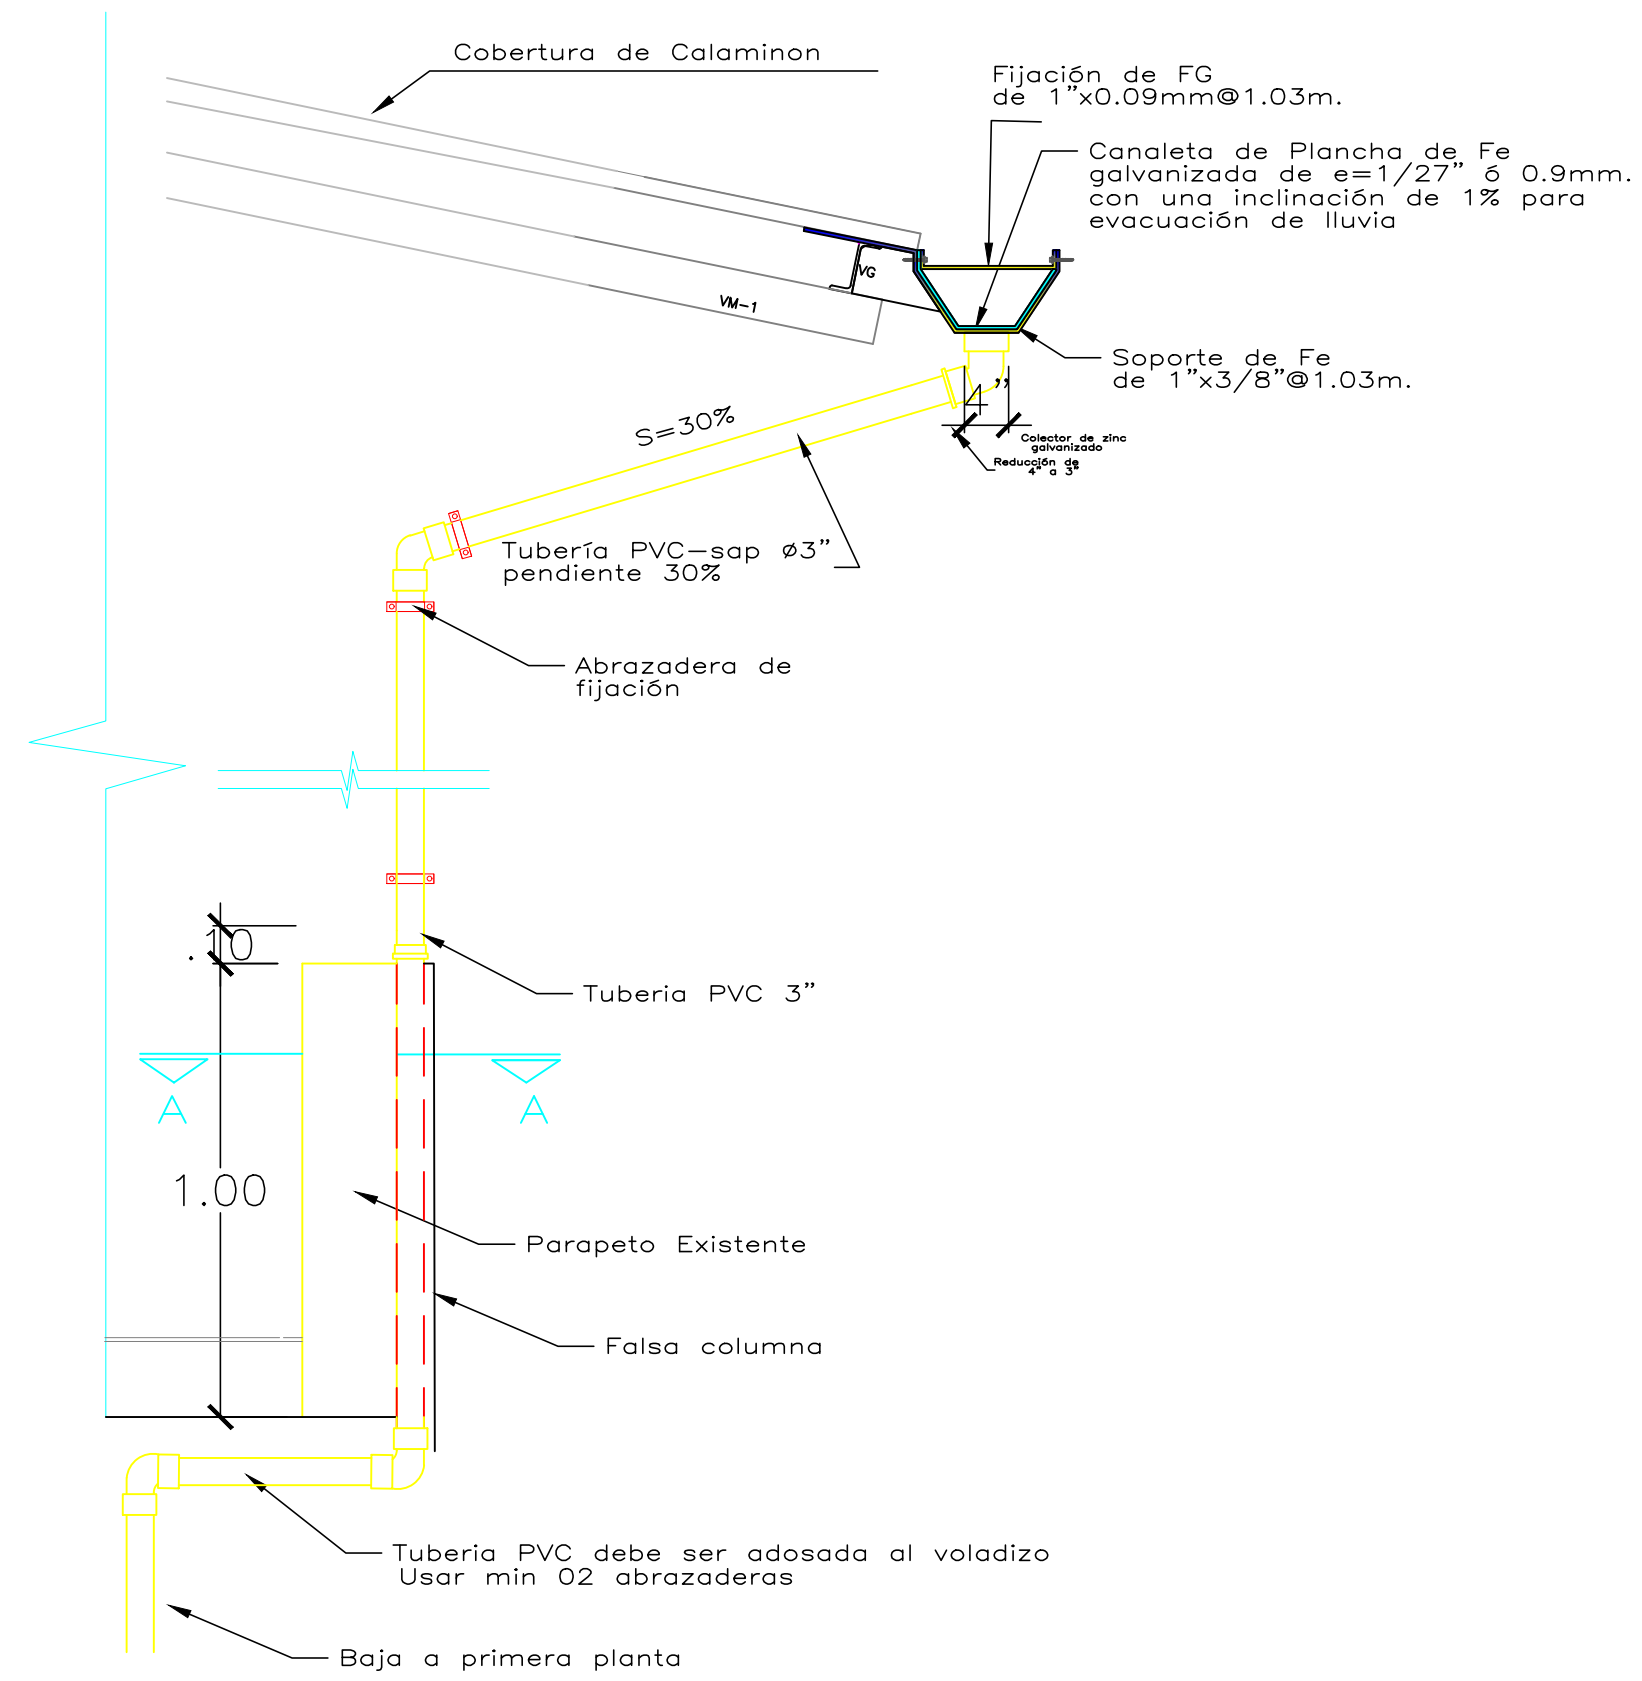 Cobertura de Calaminon
Fijación de FG
de 1”x0.09mm@1.03m.
Canaleta de Plancha de Fe
galvanizada de e=1/27” ó 0.9mm.
con una inclinación de 1% para
evacuación de lluvia
VG
VM-1
Soporte de Fe
de 1”x3/8”@1.03m.
4”
S=30%
Colector de zinc
galvanizado
Reducción de
4” a 3”
Tubería PVC-sap ø3”
pendiente 30%
Abrazadera de
fijación
.10
Tuberia PVC 3”
A
A
1.00
Parapeto Existente
Falsa columna
Tuberia PVC debe ser adosada al voladizo
Usar min 02 abrazaderas
Baja a primera planta